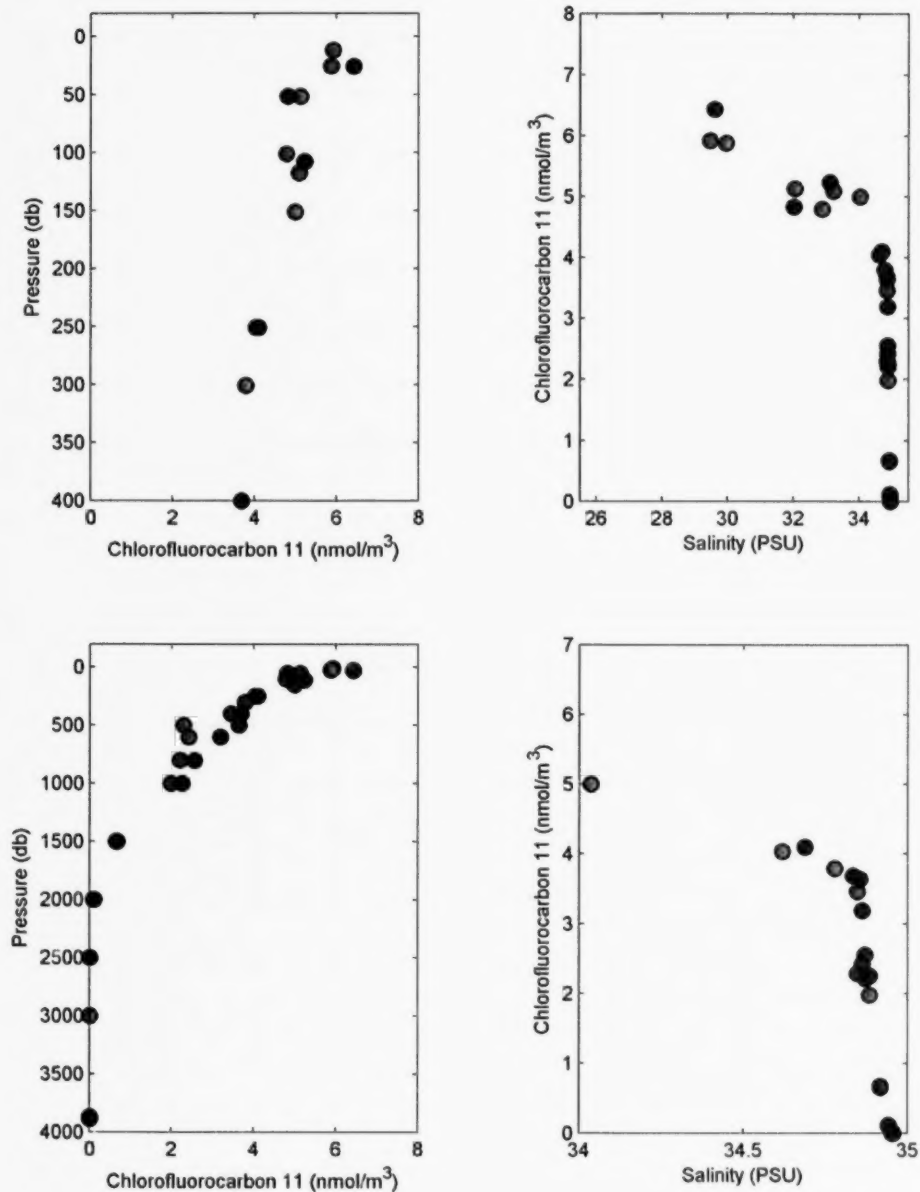 0
50
100
150
200
250
300
350
400
Pressure (db)
0 2 4 6 8
Chlorofluorocarbon 11 (nmol/m³)
8
7
6
5
4
3
2
1
0
Chlorofluorocarbon 11 (nmol/m³)
26 28 30 32 34
Salinity (PSU)
0
500
1000
1500
2000
2500
3000
3500
4000
Pressure (db)
0 2 4 6 8
Chlorofluorocarbon 11 (nmol/m³)
7
6
5
4
3
2
1
0
Chlorofluorocarbon 11 (nmol/m³)
34 34.5 35
Salinity (PSU)